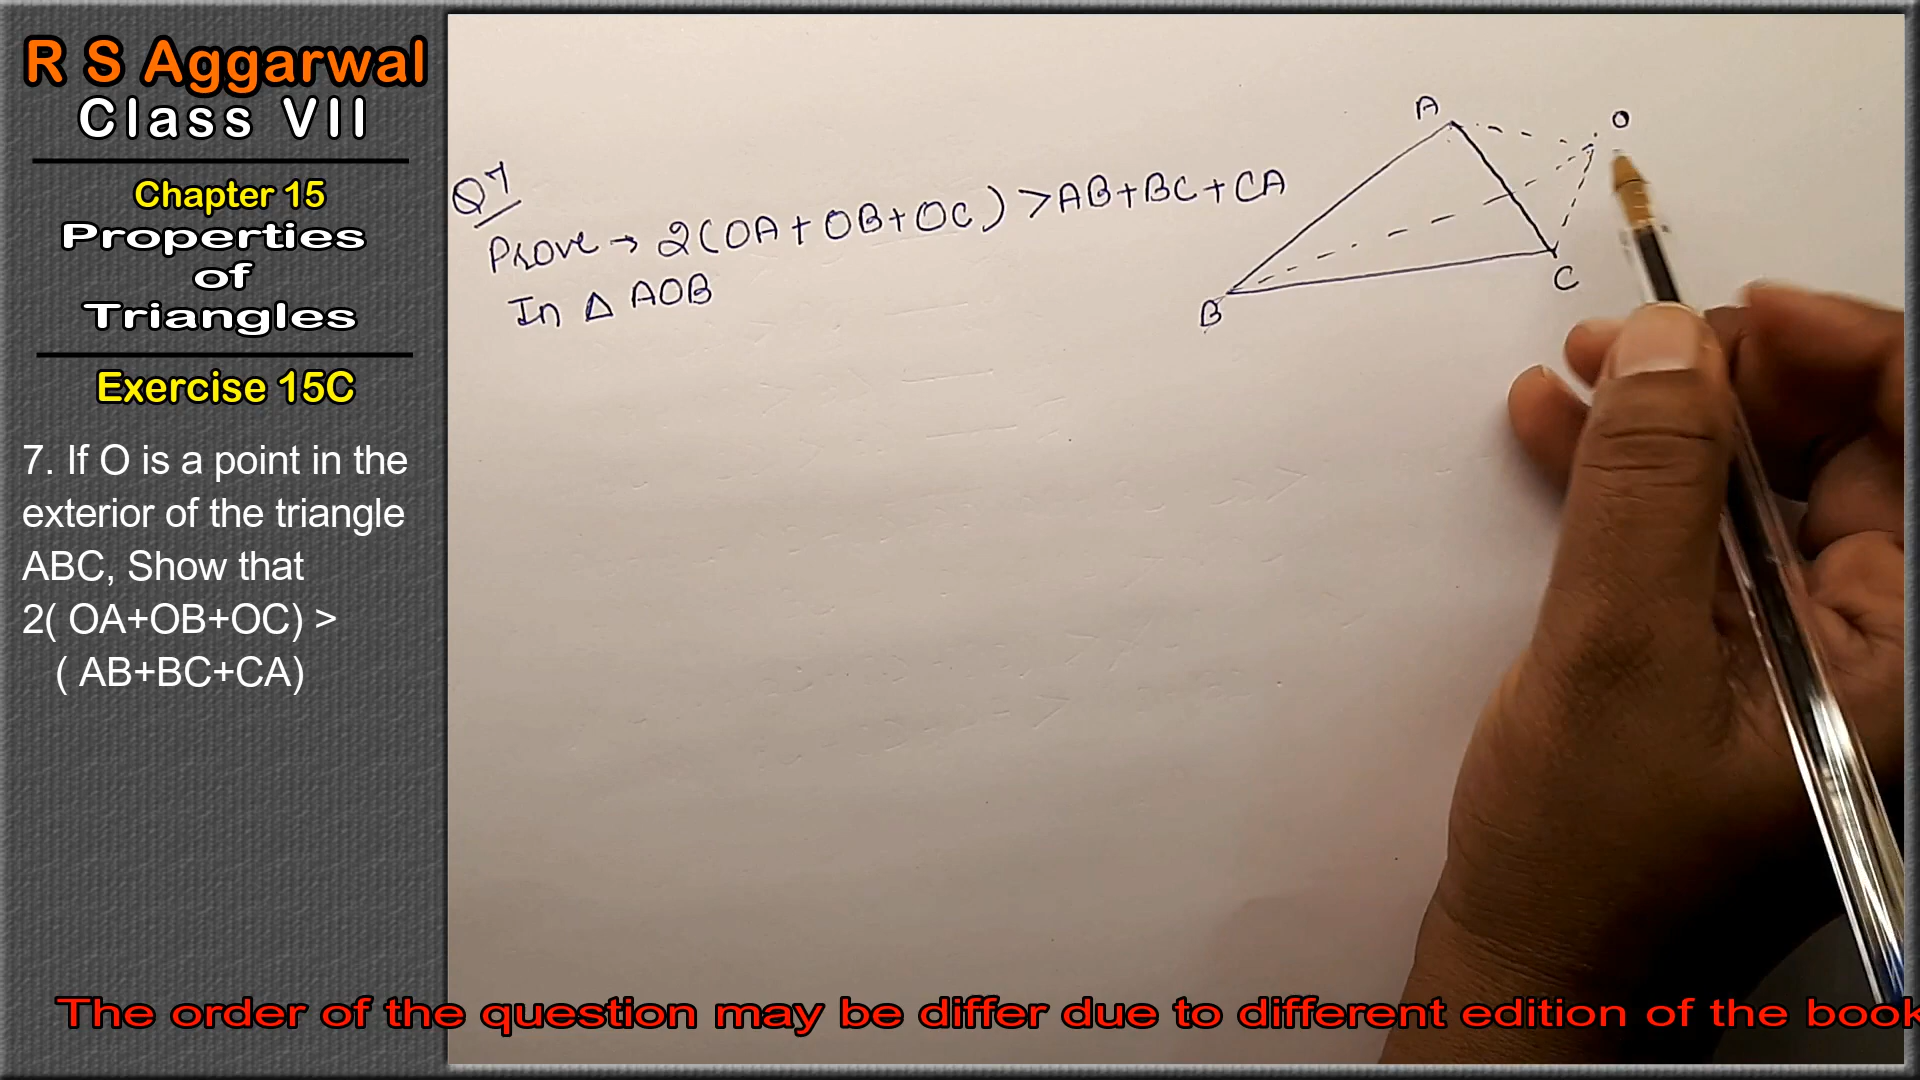 R S Aggarwal
Class VII
Chapter 15
Properties
of
Triangles
Exercise 15C
7. If O is a point in the
exterior of the triangle
ABC, Show that
2( OA+OB+OC) >
( AB+BC+CA)
Q7
Prove → 2(OA+OB+OC) >AB+BC+CA
In △ AOB
A
O
B
C
The order of the question may be differ due to different edition of the book